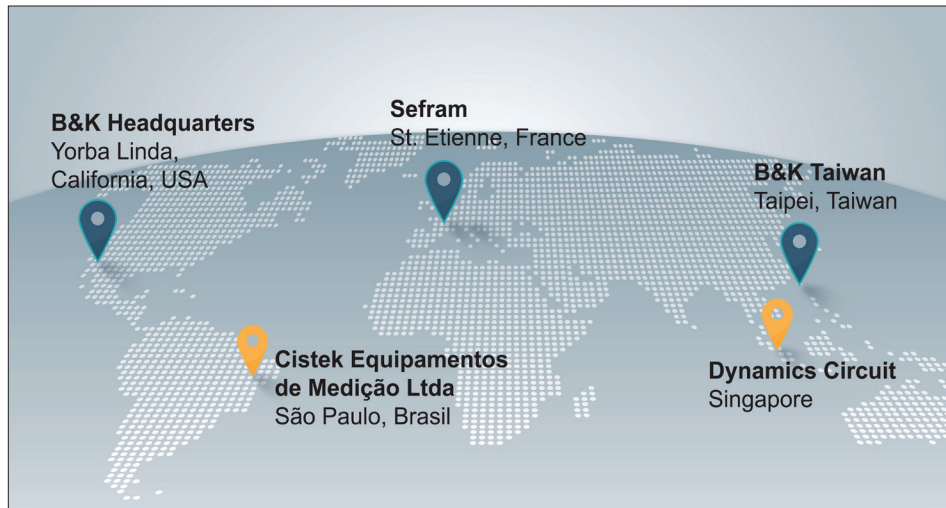 B&K Headquarters
Yorba Linda,
California, USA
Sefram
St. Etienne, France
B&K Taiwan
Taipei, Taiwan
Cistek Equipamentos
de Medição Ltda
São Paulo, Brasil
Dynamics Circuit
Singapore